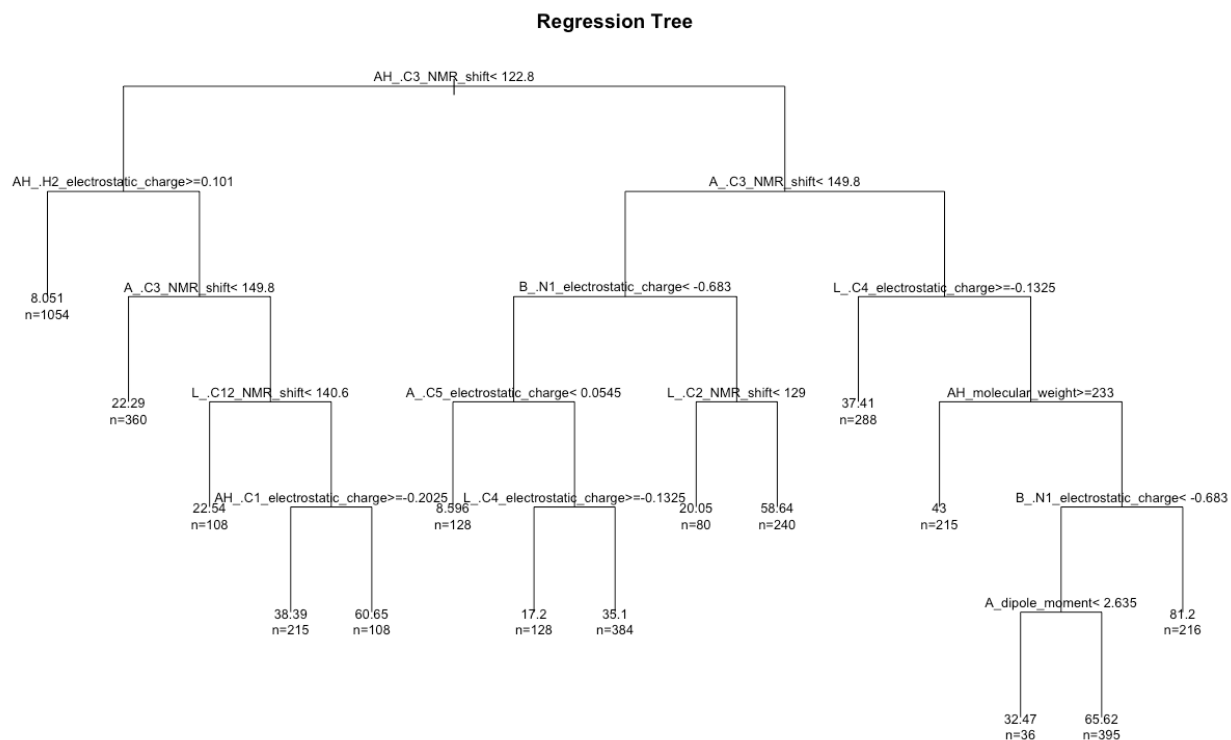 Regression Tree
AH_.C3_NMR_shift< 122.8
AH_.H2_electrostatic_charge>=0.101
A_.C3_NMR_shift< 149.8
8.051
n=1054
A_.C3_NMR_shift< 149.8
B_.N1_electrostatic_charge< -0.683
L_.C4_electrostatic_charge>=-0.1325
22.29
n=360
L_.C12_NMR_shift< 140.6
A_.C5_electrostatic_charge< 0.0545
L_.C2_NMR_shift< 129
37.41
n=288
AH_molecular_weight>=233
22.54
n=108
AH_.C1_electrostatic_charge>=-0.2025
8.596
n=128
L_.C4_electrostatic_charge>=-0.1325
20.05
n=80
58.64
n=240
43
n=215
B_.N1_electrostatic_charge< -0.683
38.39
n=215
60.65
n=108
17.2
n=128
35.1
n=384
A_dipole_moment< 2.635
81.2
n=216
32.47
n=36
65.62
n=395